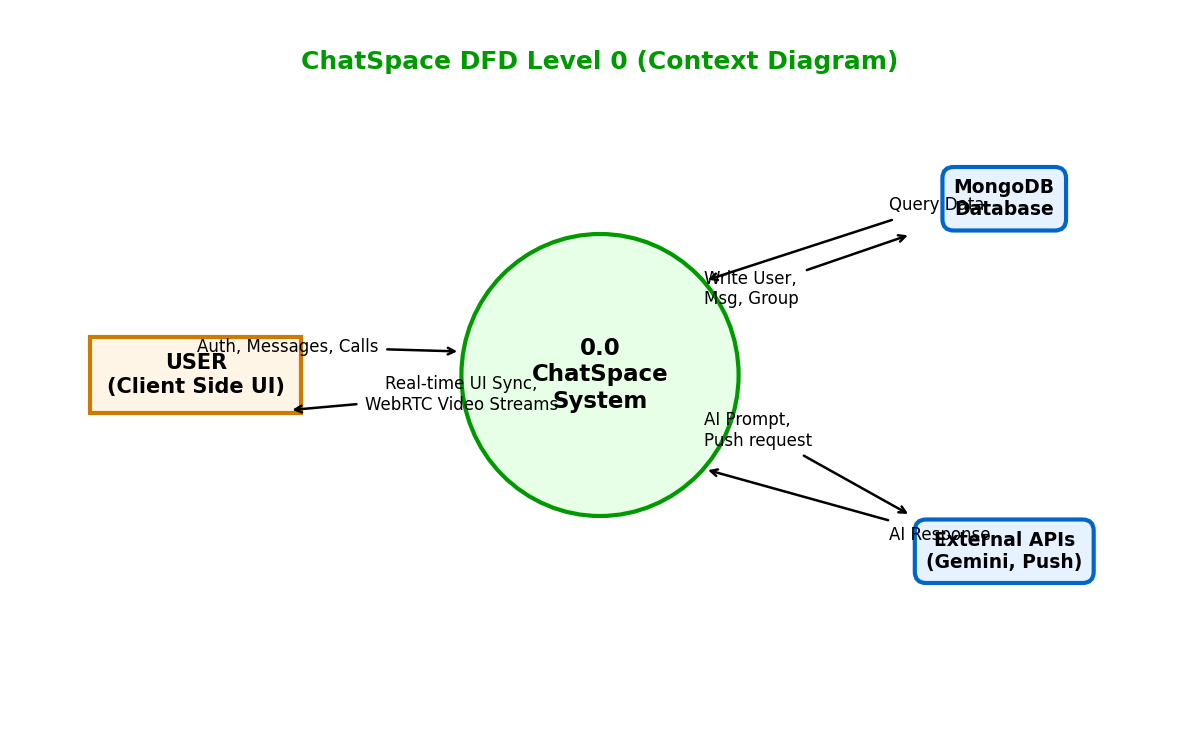 ChatSpace DFD Level 0 (Context Diagram)
MongoDB
Database
Query Data
Write User,
Msg, Group
Auth, Messages, Calls
USER
(Client Side UI)
Real-time UI Sync,
WebRTC Video Streams
0.0
ChatSpace
System
AI Prompt,
Push request
AI Response
External APIs
(Gemini, Push)